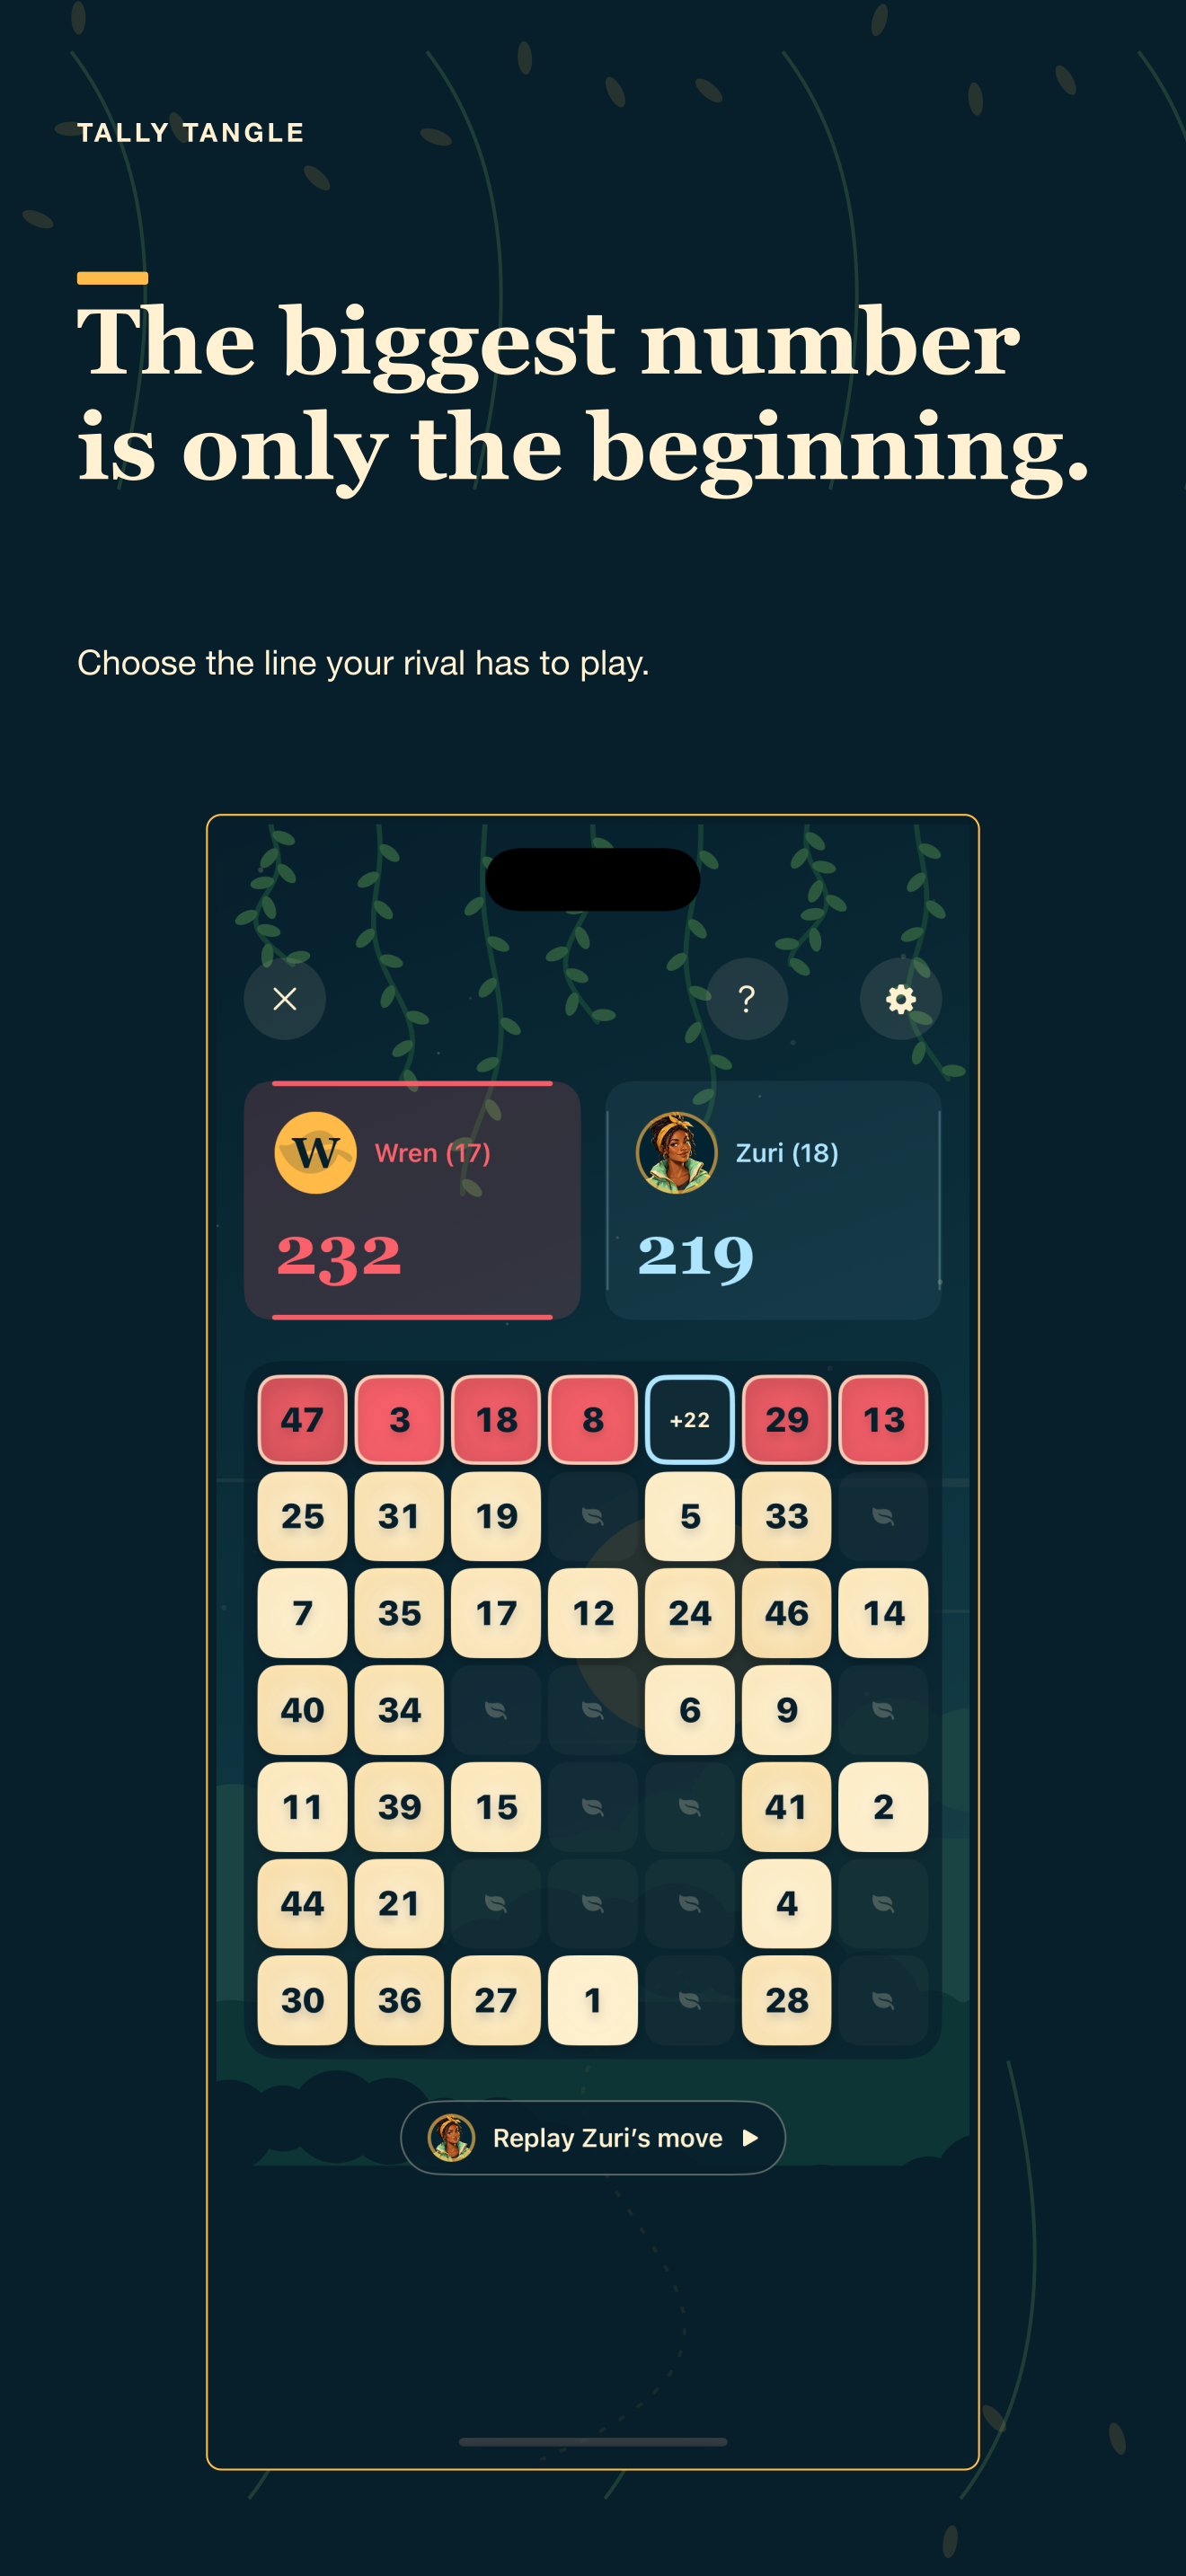 TALLY TANGLE
The biggest number
is only the beginning.
Choose the line your rival has to play.
?
W Wren (17) Zuri (18)
232 219
47 3 18 8 +22 29 13
25 31 19 5 33
7 35 17 12 24 46 14
40 34 6 9
11 39 15 41 2
44 21 4
30 36 27 1 28
Replay Zuri’s move